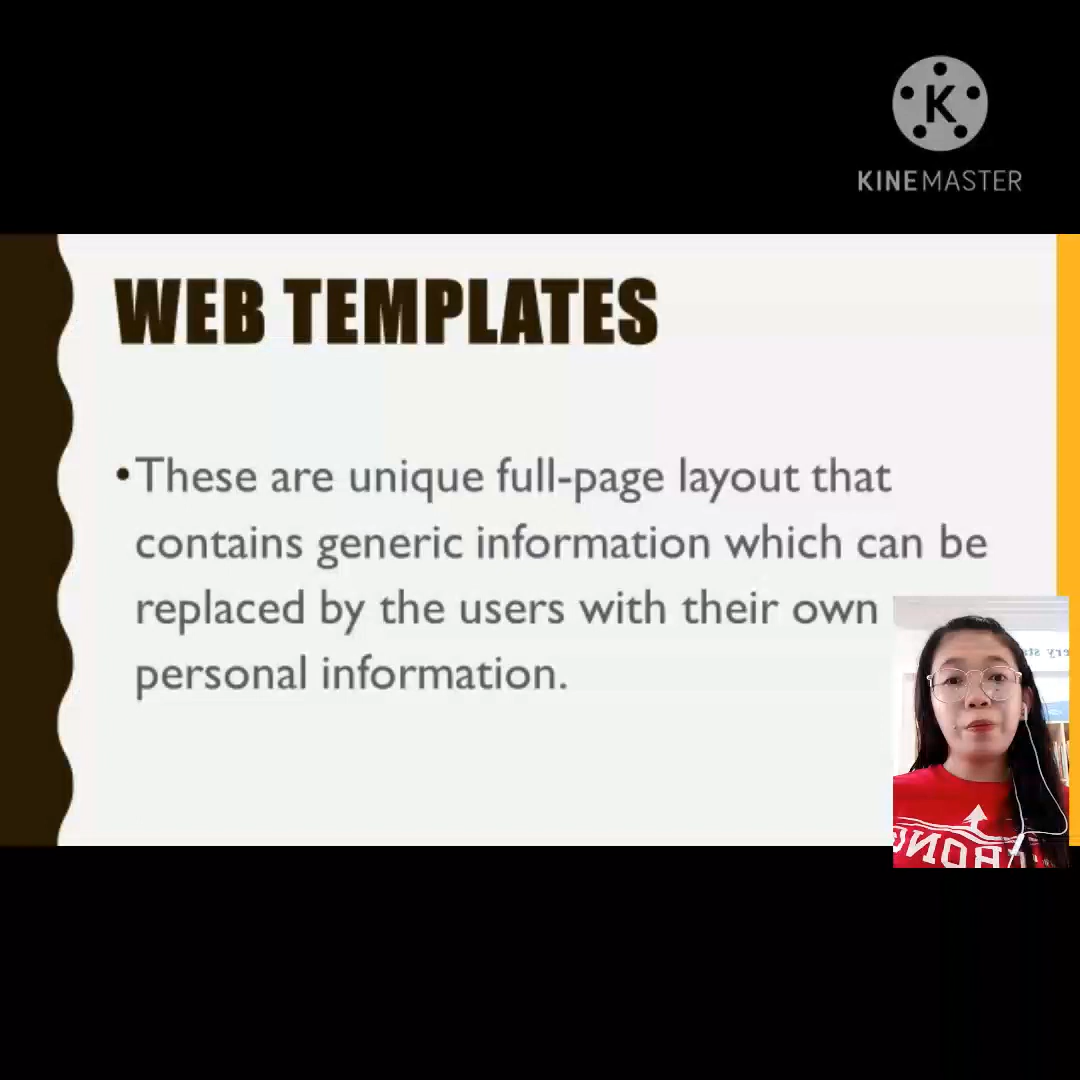 KINEMASTER
WEB TEMPLATES
•These are unique full-page layout that
contains generic information which can be
replaced by the users with their own
personal information.